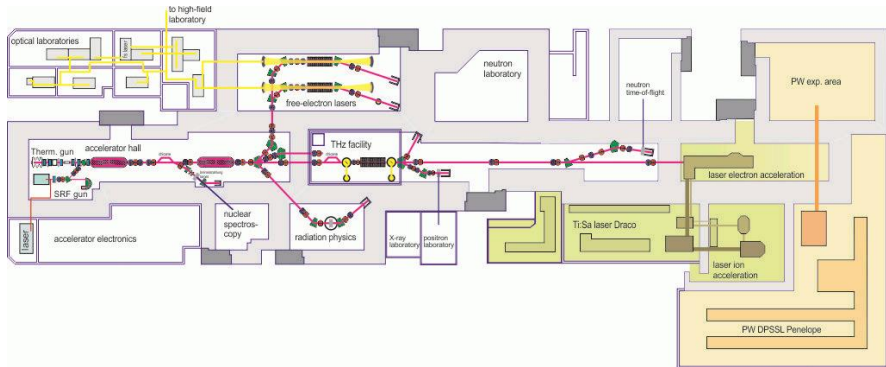 to high-field
laboratory
optical laboratories
fs laser
free-electron lasers
neutron
laboratory
neutron
time-of-flight
PW exp. area
Therm. gun
accelerator hall
THz facility
SRF gun
laser electron acceleration
laser
accelerator electronics
nuclear
spectros-
copy
radiation physics
X-ray
laboratory
positron
laboratory
Ti:Sa laser Draco
laser ion
acceleration
PW DPSSL Penelope